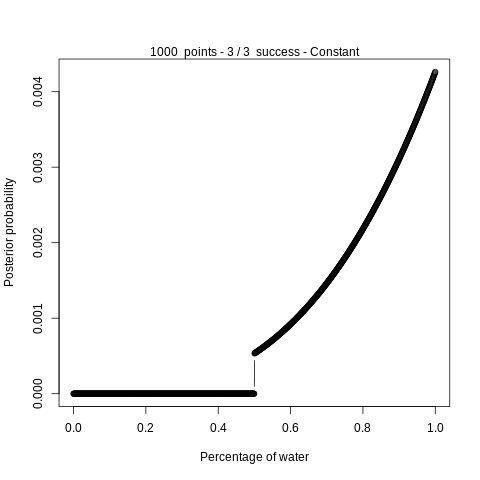 1000 points - 3 / 3 success - Constant
Posterior probability
0.004
0.003
0.002
0.001
0.000
0.0 0.2 0.4 0.6 0.8 1.0
Percentage of water